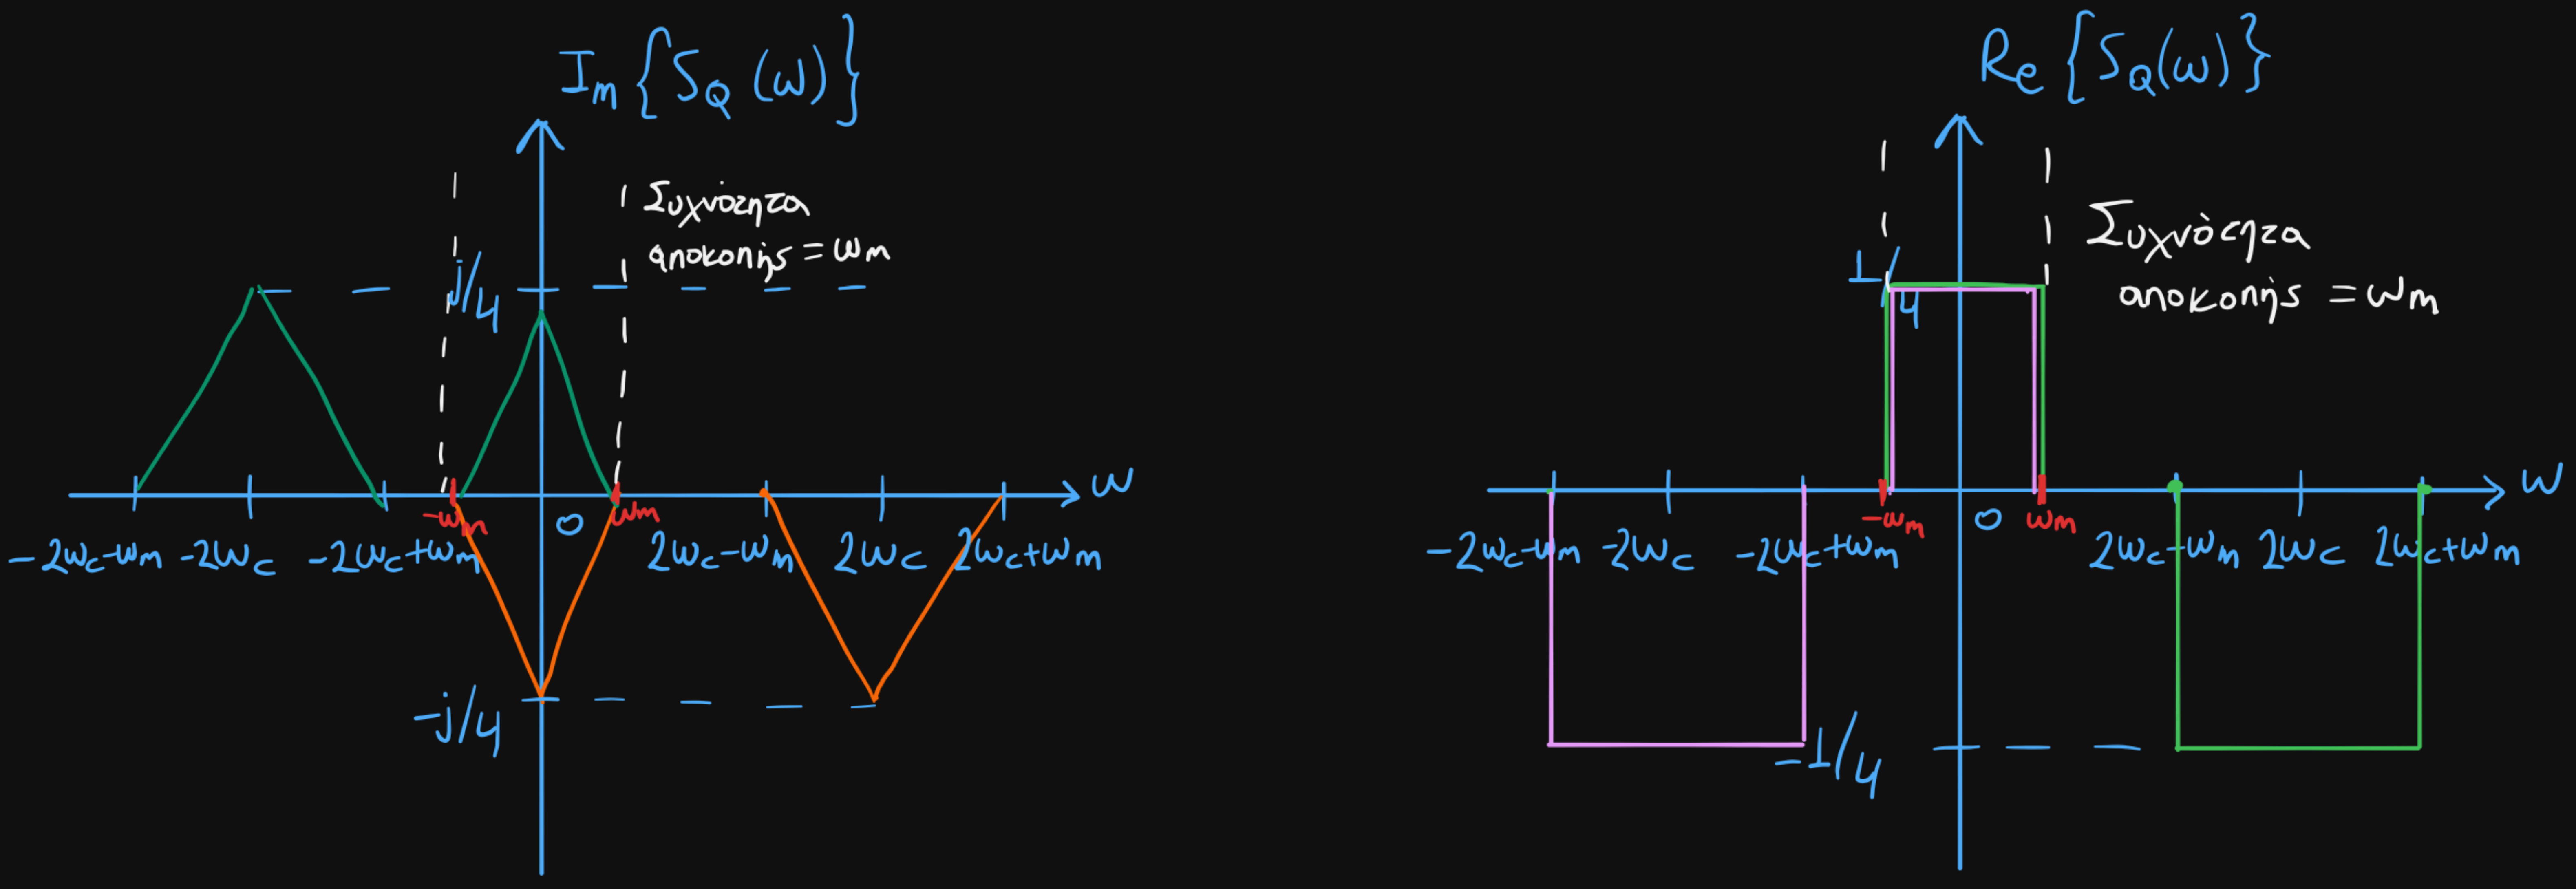 Im{S_Q(ω)}
Συχνότητα
αποκοπής = ωm
j/4
-ωm
0
ωm
ω
-2ωc-ωm
-2ωc
-2ωc+ωm
2ωc-ωm
2ωc
2ωc+ωm
-j/4
Re{S_Q(ω)}
Συχνότητα
αποκοπής = ωm
1/4
-ωm
0
ωm
ω
-2ωc-ωm
-2ωc
-2ωc+ωm
2ωc-ωm
2ωc
2ωc+ωm
-1/4